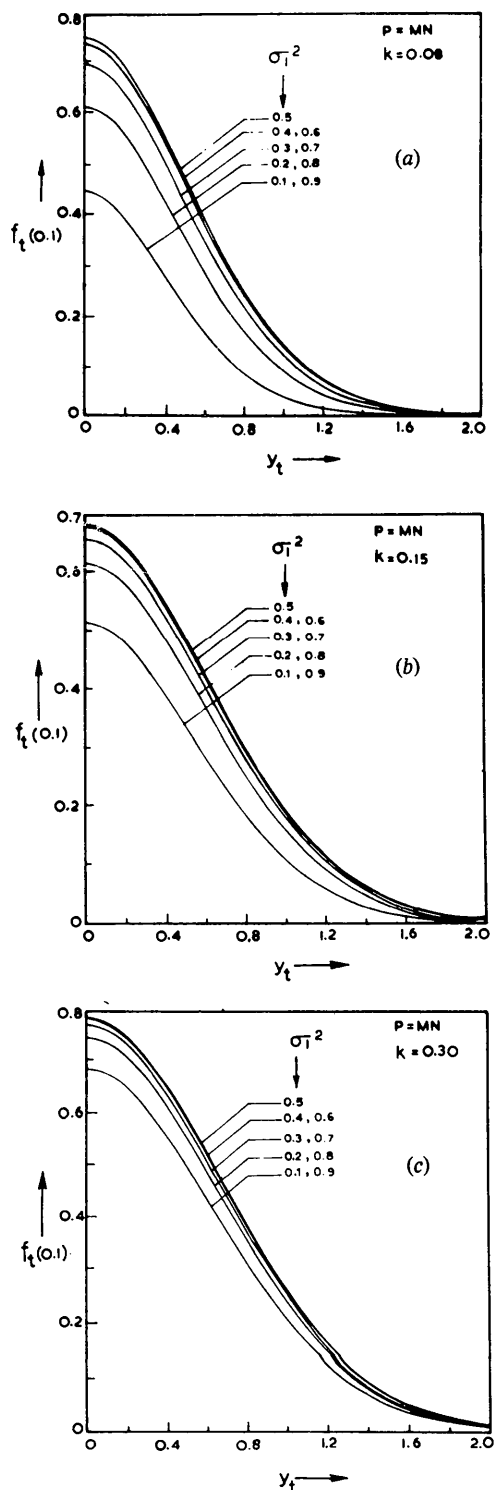 0.8
P = MN
k = 0.08
σ₁²
0.6
0.5
0.4, 0.6
0.3, 0.7
0.2, 0.8
0.1, 0.9
(a)
0.4
f_t(0.1)
0.2
0
0 0.4 0.8 1.2 1.6 2.0
y_t
0.7
P = MN
k = 0.15
σ₁²
0.5
0.4, 0.6
0.3, 0.7
0.2, 0.8
0.1, 0.9
(b)
0.4
f_t(0.1)
0.2
0
0 0.4 0.8 1.2 1.6 2.0
y_t
0.8
P = MN
k = 0.30
σ₁²
0.6
0.5
0.4, 0.6
0.3, 0.7
0.2, 0.8
0.1, 0.9
(c)
0.4
f_t(0.1)
0.2
0
0 0.4 0.8 1.2 1.6 2.0
y_t